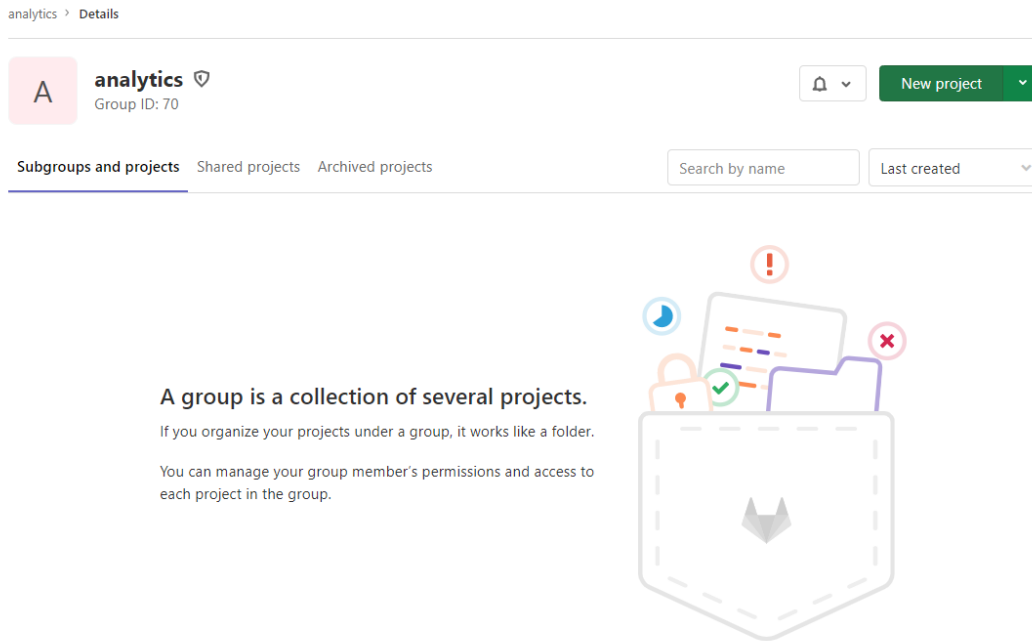 analytics > Details
A
analytics
Group ID: 70
New project
Subgroups and projects
Shared projects
Archived projects
Search by name
Last created
A group is a collection of several projects.
If you organize your projects under a group, it works like a folder.
You can manage your group member's permissions and access to
each project in the group.